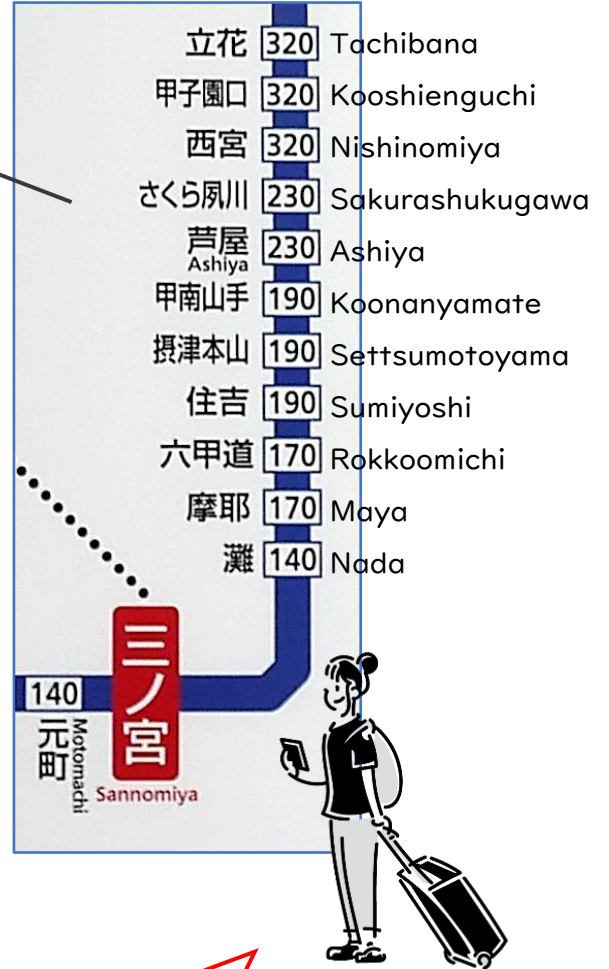 立花 320 Tachibana
甲子園口 320 Kooshienguchi
西宮 320 Nishinomiya
さくら夙川 230 Sakurashukugawa
芦屋 Ashiya 230 Ashiya
甲南山手 190 Koonanyamate
摂津本山 190 Settsumotoyama
住吉 190 Sumiyoshi
六甲道 170 Rokkoomichi
摩耶 170 Maya
灘 140 Nada
140
元町
Motomachi
三ノ宮
Sannomiya